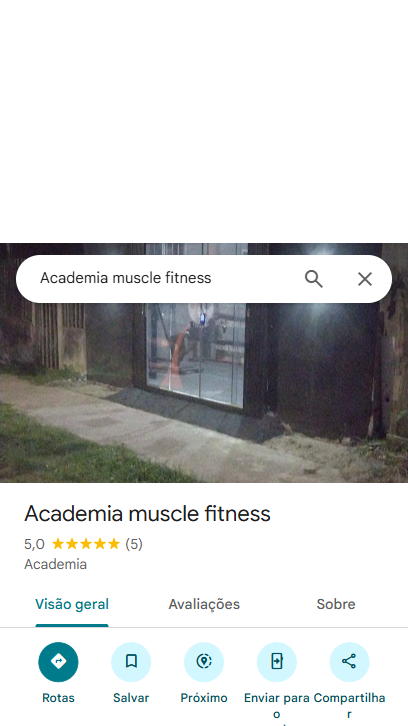 Academia muscle fitness
Academia muscle fitness
5,0 (5)
Academia
Visão geral Avaliações Sobre
Rotas Salvar Próximo Enviar para o Compartilhar